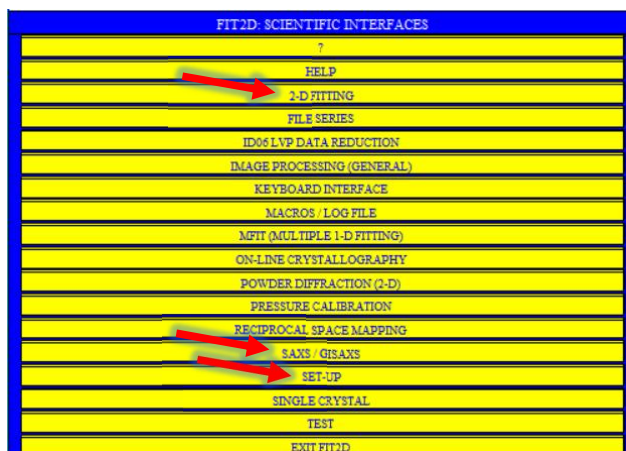 FIT2D: SCIENTIFIC INTERFACES
?
HELP
2-D FITTING
FILE SERIES
ID06 LVP DATA REDUCTION
IMAGE PROCESSING (GENERAL)
KEYBOARD INTERFACE
MACROS / LOG FILE
MFIT (MULTIPLE 1-D FITTING)
ON-LINE CRYSTALLOGRAPHY
POWDER DIFFRACTION (2-D)
PRESSURE CALIBRATION
RECIPROCAL SPACE MAPPING
SAXS / GISAXS
SET-UP
SINGLE CRYSTAL
TEST
EXIT FIT2D